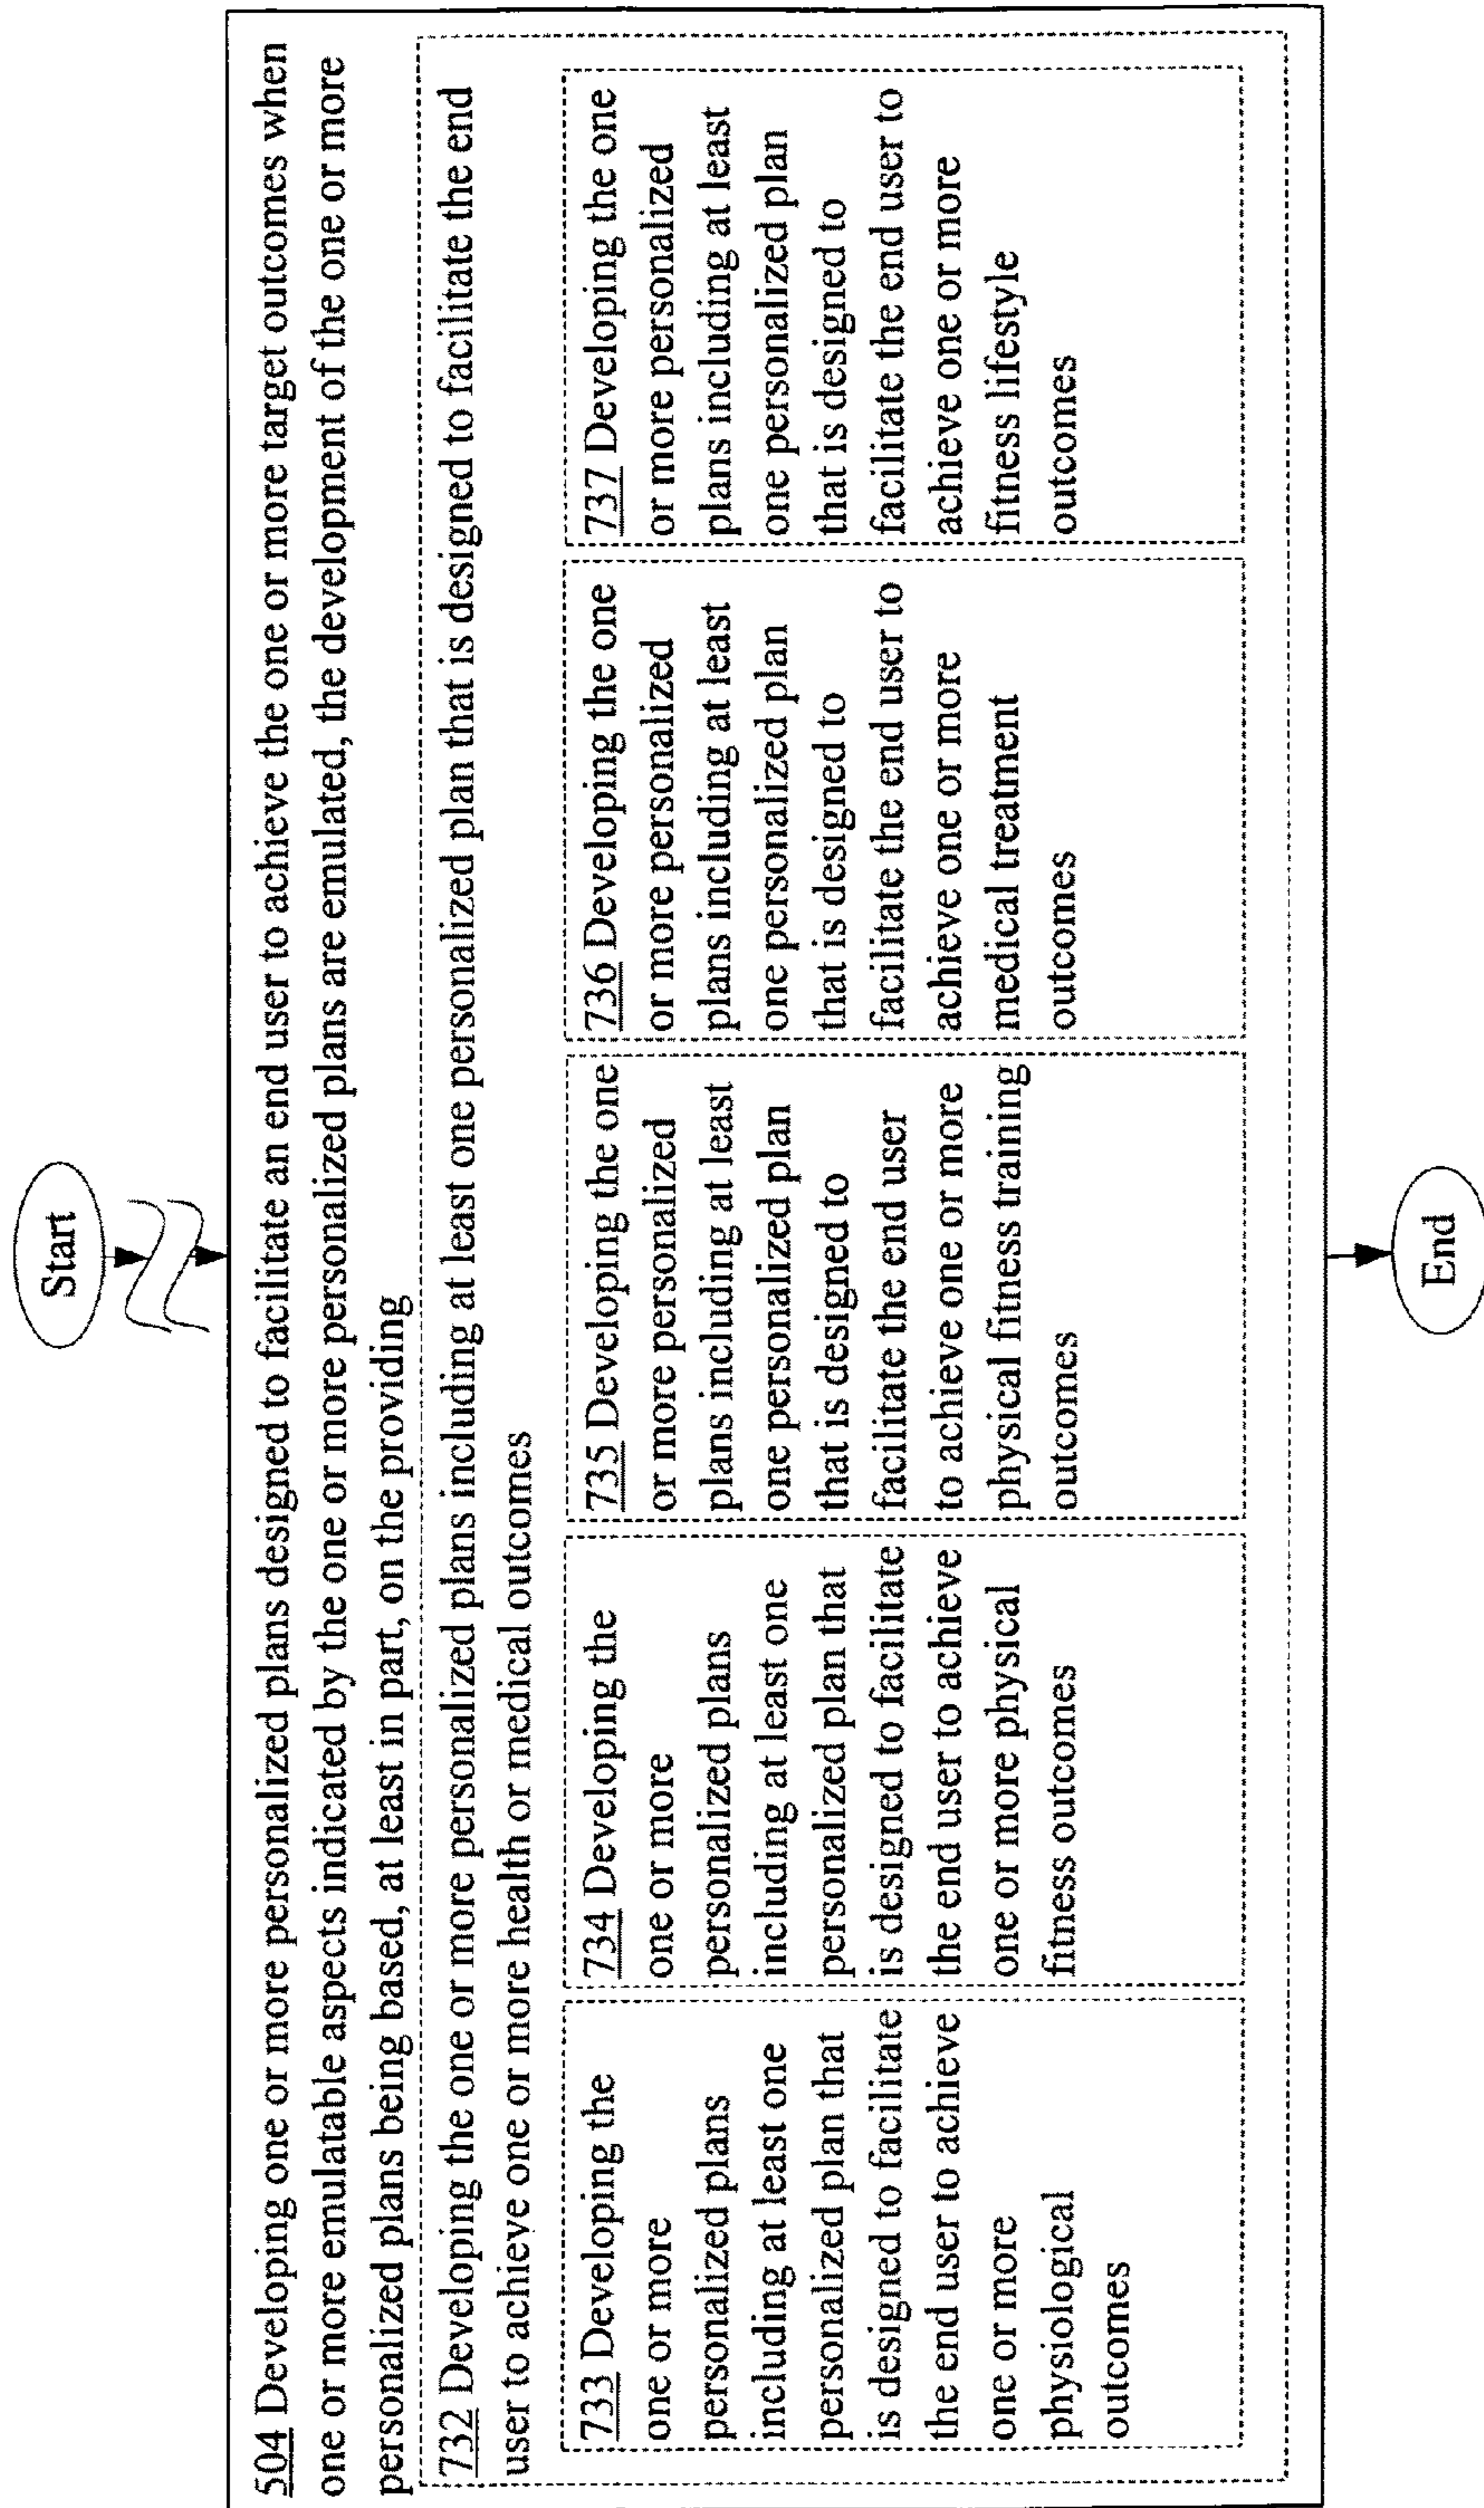 Start
504 Developing one or more personalized plans designed to facilitate an end user to achieve the one or more target outcomes when
one or more emulatable aspects indicated by the one or more personalized plans are emulated, the development of the one or more
personalized plans being based, at least in part, on the providing
732 Developing the one or more personalized plans including at least one personalized plan that is designed to facilitate the end
user to achieve one or more health or medical outcomes
733 Developing the
one or more
personalized plans
including at least one
personalized plan that
is designed to facilitate
the end user to achieve
one or more
physiological
outcomes
734 Developing the
one or more
personalized plans
including at least one
personalized plan that
is designed to facilitate
the end user to achieve
one or more physical
fitness outcomes
735 Developing the one
or more personalized
plans including at least
one personalized plan
that is designed to
facilitate the end user
to achieve one or more
physical fitness training
outcomes
736 Developing the one
or more personalized
plans including at least
one personalized plan
that is designed to
facilitate the end user to
achieve one or more
medical treatment
outcomes
737 Developing the one
or more personalized
plans including at least
one personalized plan
that is designed to
facilitate the end user to
achieve one or more
fitness lifestyle
outcomes
End